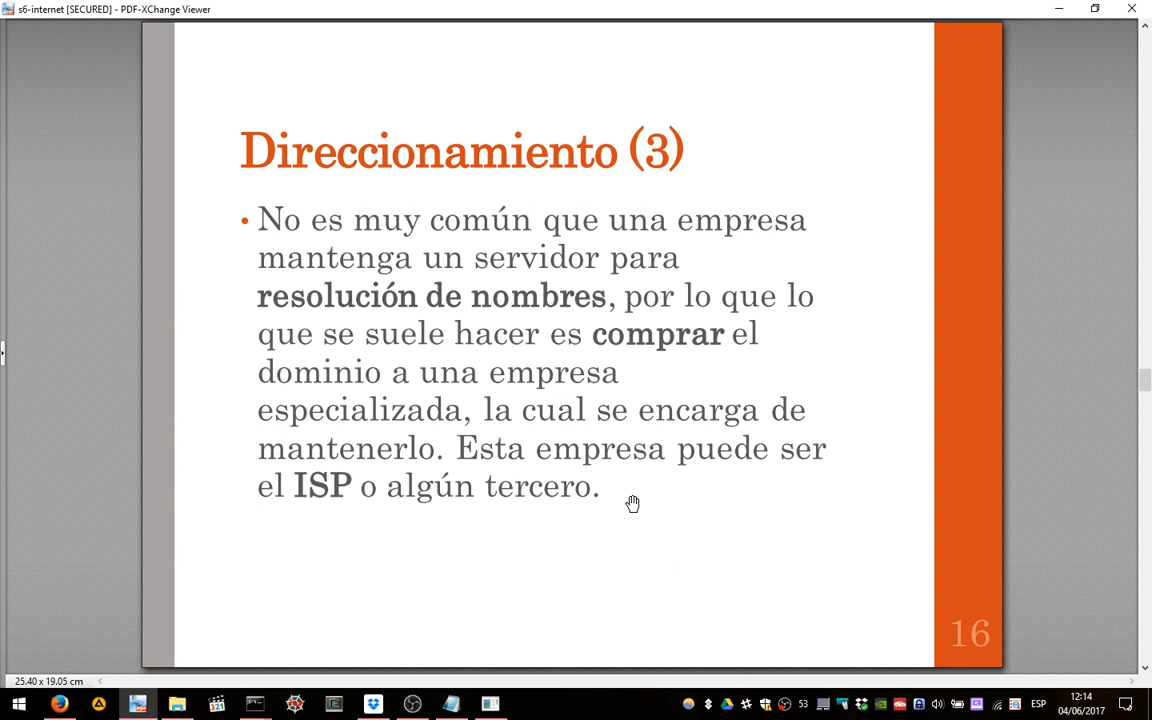 s6-internet [SECURED] - PDF-XChange Viewer
Direccionamiento (3)
• No es muy común que una empresa
mantenga un servidor para
resolución de nombres, por lo que lo
que se suele hacer es comprar el
dominio a una empresa
especializada, la cual se encarga de
mantenerlo. Esta empresa puede ser
el ISP o algún tercero.
16
25.40 x 19.05 cm
53
ESP
12:14
04/06/2017